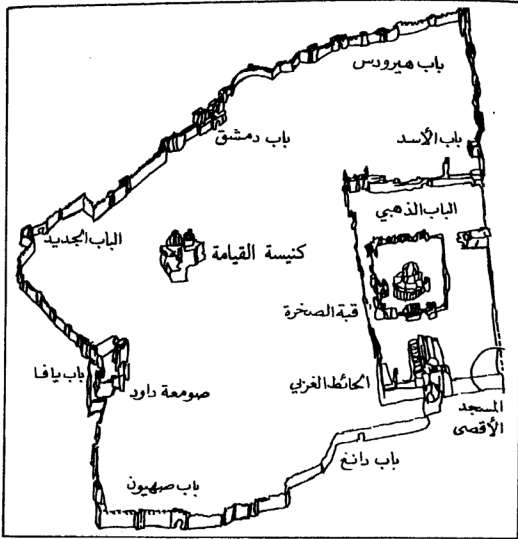 باب هيرودس
باب دمشق
باب الأسد
الباب الذهبي
الباب الجديد
كنيسة القيامة
قبة الصخرة
باب يافا
صومعة داود
الحائط الغربي
المسجد
الأقصى
باب دانغ
باب صهيون